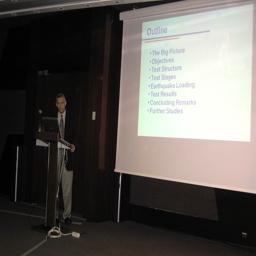 Outline
• The Big Picture
• Objectives
• Test Structure
• Test Stages
• Earthquake Loading
• Test Results
• Concluding Remarks
• Further Studies